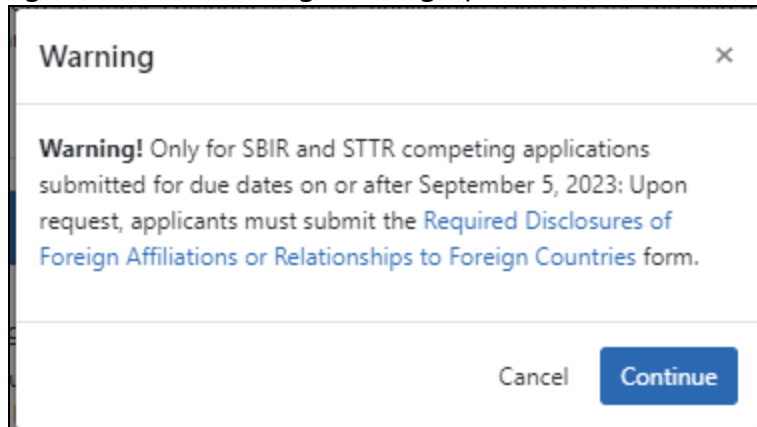 Warning ×
Warning! Only for SBIR and STTR competing applications
submitted for due dates on or after September 5, 2023: Upon
request, applicants must submit the Required Disclosures of
Foreign Affiliations or Relationships to Foreign Countries form.
Cancel Continue